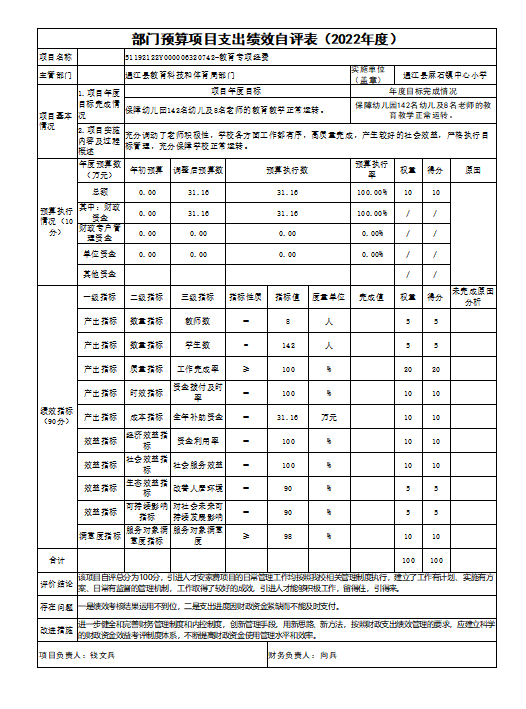 部门预算项目支出绩效自评表（2022年度）
项目名称 51192122Y000006320742-教育专项经费
主管部门 通江县教育科技和体育局部门 实施单位（盖章） 通江县麻石镇中心小学
项目基本情况
1. 项目年度目标完成情况 项目年度目标 年度目标完成情况
保障幼儿园142名幼儿及8名老师的教育教学正常运转。 保障幼儿园142名幼儿及8名老师的教育教学正常运转。
2. 项目实施内容及过程概述 充分调动了老师积极性，学校各方面工作都有序，高质量完成，产生较好的社会效益，严格执行目标管理，充分保障学校正常运转。
预算执行情况（10分）
年度预算数（万元） 年初预算 调整后预算数 预算执行数 预算执行率 权重 得分 原因
总额 0.00 31.16 31.16 100.00% 10 10
其中：财政资金 0.00 31.16 31.16 100.00% / /
财政专户管理资金 0.00 0.00 0.00 0.00% / /
单位资金 0.00 0.00 0.00 0.00% / /
其他资金 / /
绩效指标（90分）
一级指标 二级指标 三级指标 指标性质 指标值 度量单位 完成值 权重 得分 未完成原因分析
产出指标 数量指标 教师数 = 8 人 5 5
产出指标 数量指标 学生数 = 142 人 5 5
产出指标 质量指标 工作完成率 ≥ 100 % 20 20
产出指标 时效指标 资金拨付及时率 = 100 % 10 10
产出指标 成本指标 全年补助资金 = 31.16 万元 10 10
效益指标 经济效益指标 资金利用率 = 100 % 10 10
效益指标 社会效益指标 社会服务效益 = 100 % 10 10
效益指标 生态效益指标 改善人居环境 = 90 % 5 5
效益指标 可持续影响指标 对社会未来可持续发展影响 = 90 % 5 5
满意度指标 服务对象满意度指标 服务对象满意度 ≥ 98 % 10 10
合计 100 100
评价结论 该项目自评总分为100分，引进人才安家费项目的日常管理工作均按照我校相关管理制度执行，建立了工作有计划、实施有方案、日常有监督的管理机制，工作取得了较好的成效，引进人才能够积极工作，留得住，引得来。
存在问题 一是绩效考核结果运用不到位，二是支出进度因财政资金紧缺而不能及时支付。
改进措施 进一步健全和完善财务管理制度和内控制度，创新管理手段，用新思路、新方法，按照财政支出绩效管理的要求，应建立科学的财政资金效益考评制度体系，不断提高财政资金使用管理水平和效率。
项目负责人：钱文兵 财务负责人：向兵